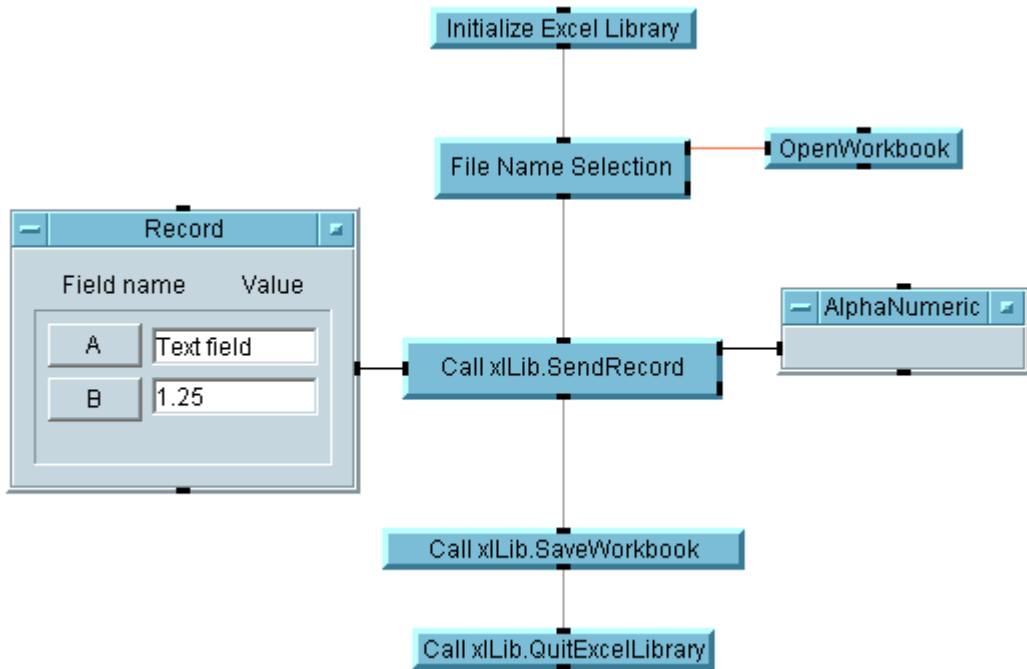 Initialize Excel Library
File Name Selection
OpenWorkbook
Record
Field name Value
A Text field
B 1.25
Call xlLib.SendRecord
AlphaNumeric
Call xlLib.SaveWorkbook
Call xlLib.QuitExcelLibrary